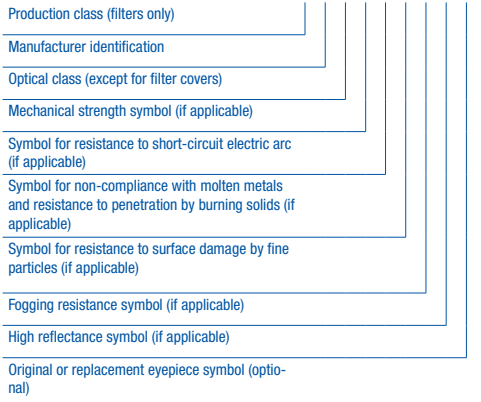 Production class (filters only)
Manufacturer identification
Optical class (except for filter covers)
Mechanical strength symbol (if applicable)
Symbol for resistance to short-circuit electric arc
(if applicable)
Symbol for non-compliance with molten metals
and resistance to penetration by burning solids (if
applicable)
Symbol for resistance to surface damage by fine
particles (if applicable)
Fogging resistance symbol (if applicable)
High reflectance symbol (if applicable)
Original or replacement eyepiece symbol (optio-
nal)